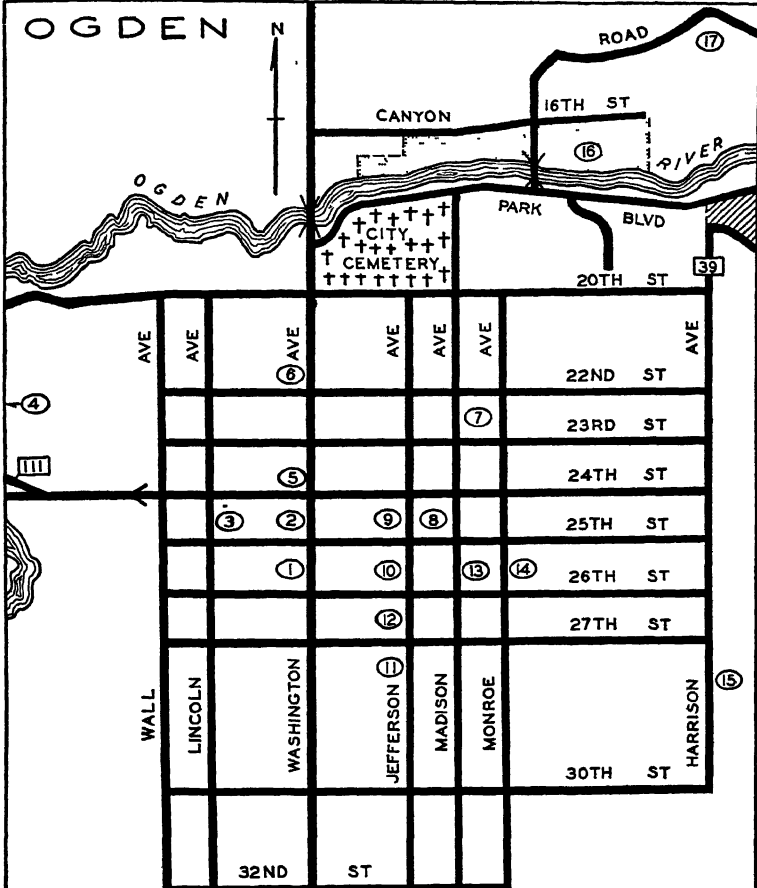 OGDEN
N
ROAD
17
16TH ST
CANYON
16
RIVER
OGDEN
PARK BLVD
CITY
CEMETERY
39
20TH ST
AVE AVE AVE AVE AVE AVE AVE
6
22ND ST
4
7
23RD ST
111
5
24TH ST
3 2 9 8
25TH ST
1 10 13 14
26TH ST
12
27TH ST
11
15
WALL LINCOLN WASHINGTON JEFFERSON MADISON MONROE HARRISON
30TH ST
32ND ST